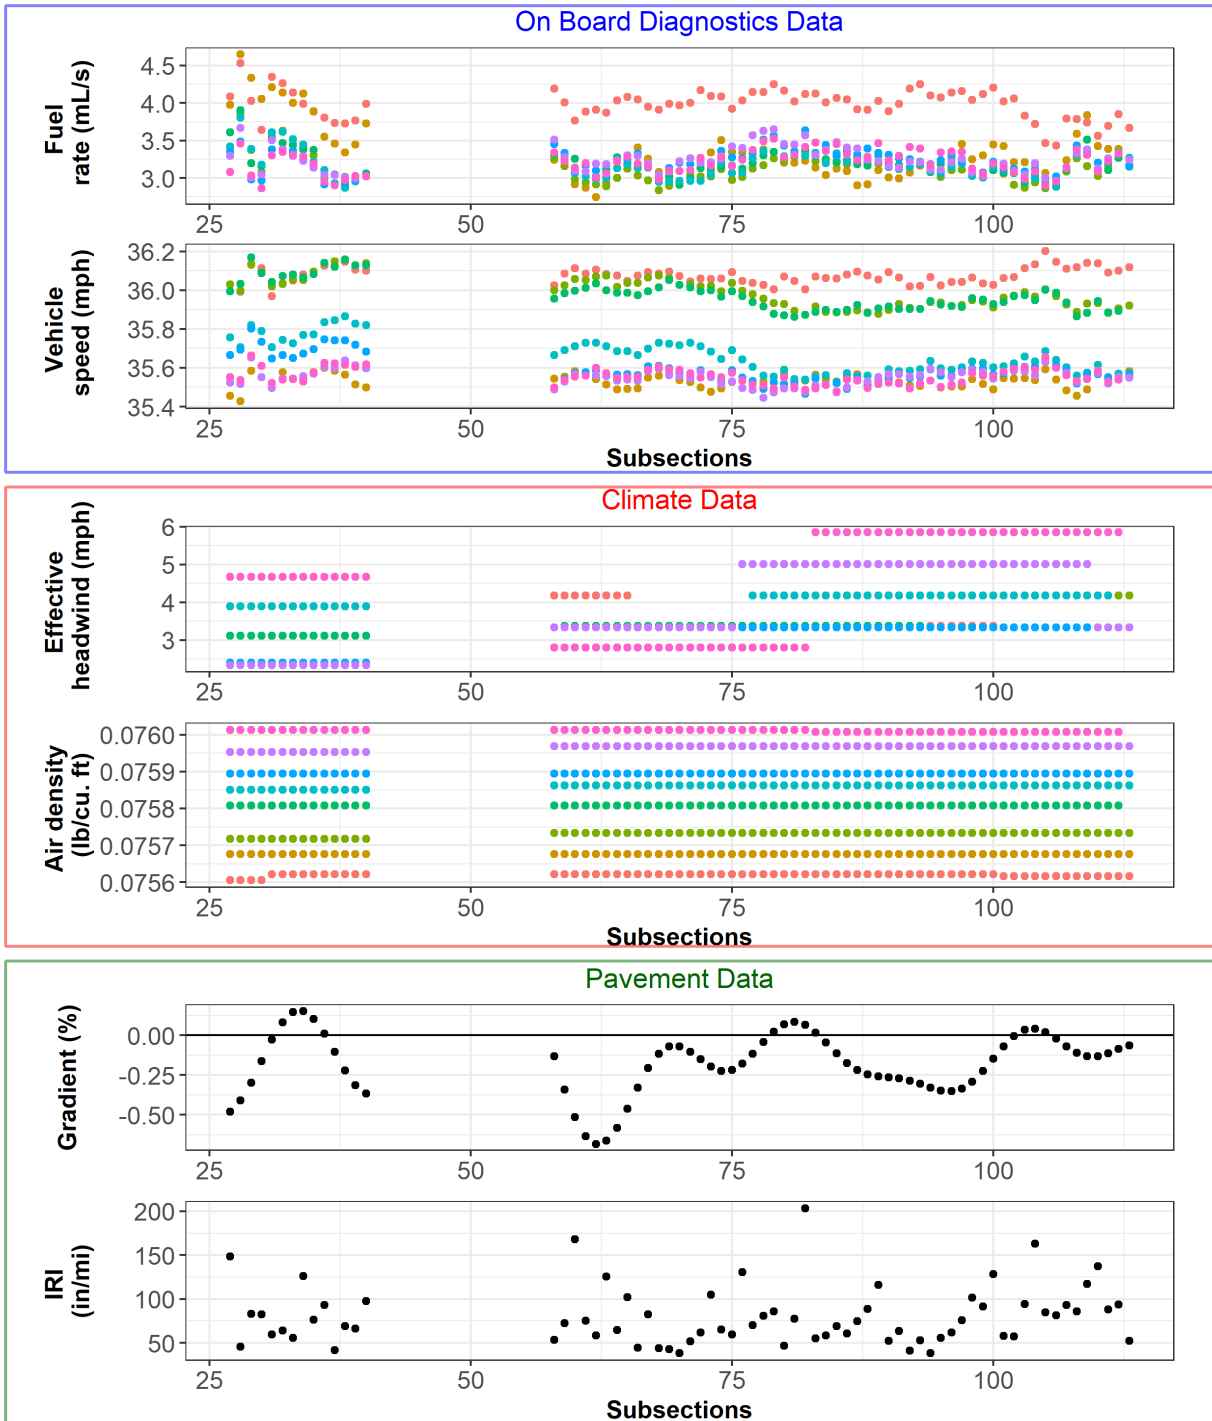 On Board Diagnostics Data
Fuel
rate (mL/s)
4.5
4.0
3.5
3.0
25 50 75 100
Vehicle
speed (mph)
36.2
36.0
35.8
35.6
35.4
25 50 75 100
Subsections
Climate Data
Effective
headwind (mph)
6
5
4
3
25 50 75 100
Air density
(lb/cu. ft)
0.0760
0.0759
0.0758
0.0757
0.0756
25 50 75 100
Subsections
Pavement Data
Gradient (%)
0.00
-0.25
-0.50
25 50 75 100
IRI
(in/mi)
200
150
100
50
25 50 75 100
Subsections